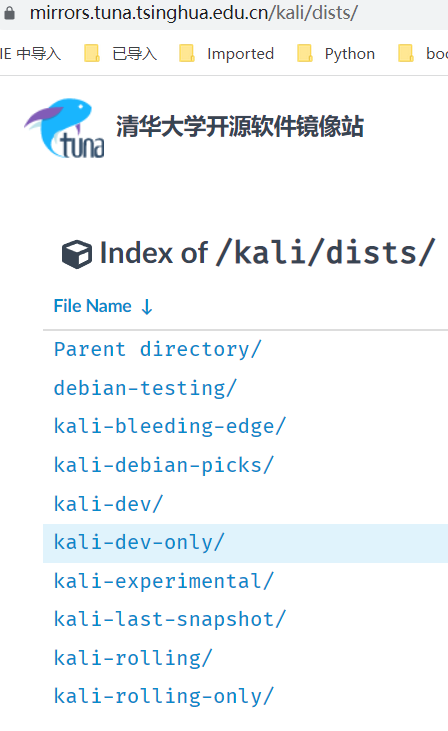 mirrors.tuna.tsinghua.edu.cn/kali/dists/
IE 中导入 已导入 Imported Python boo
tuna 清华大学开源软件镜像站
Index of /kali/dists/
File Name ↓
Parent directory/
debian-testing/
kali-bleeding-edge/
kali-debian-picks/
kali-dev/
kali-dev-only/
kali-experimental/
kali-last-snapshot/
kali-rolling/
kali-rolling-only/